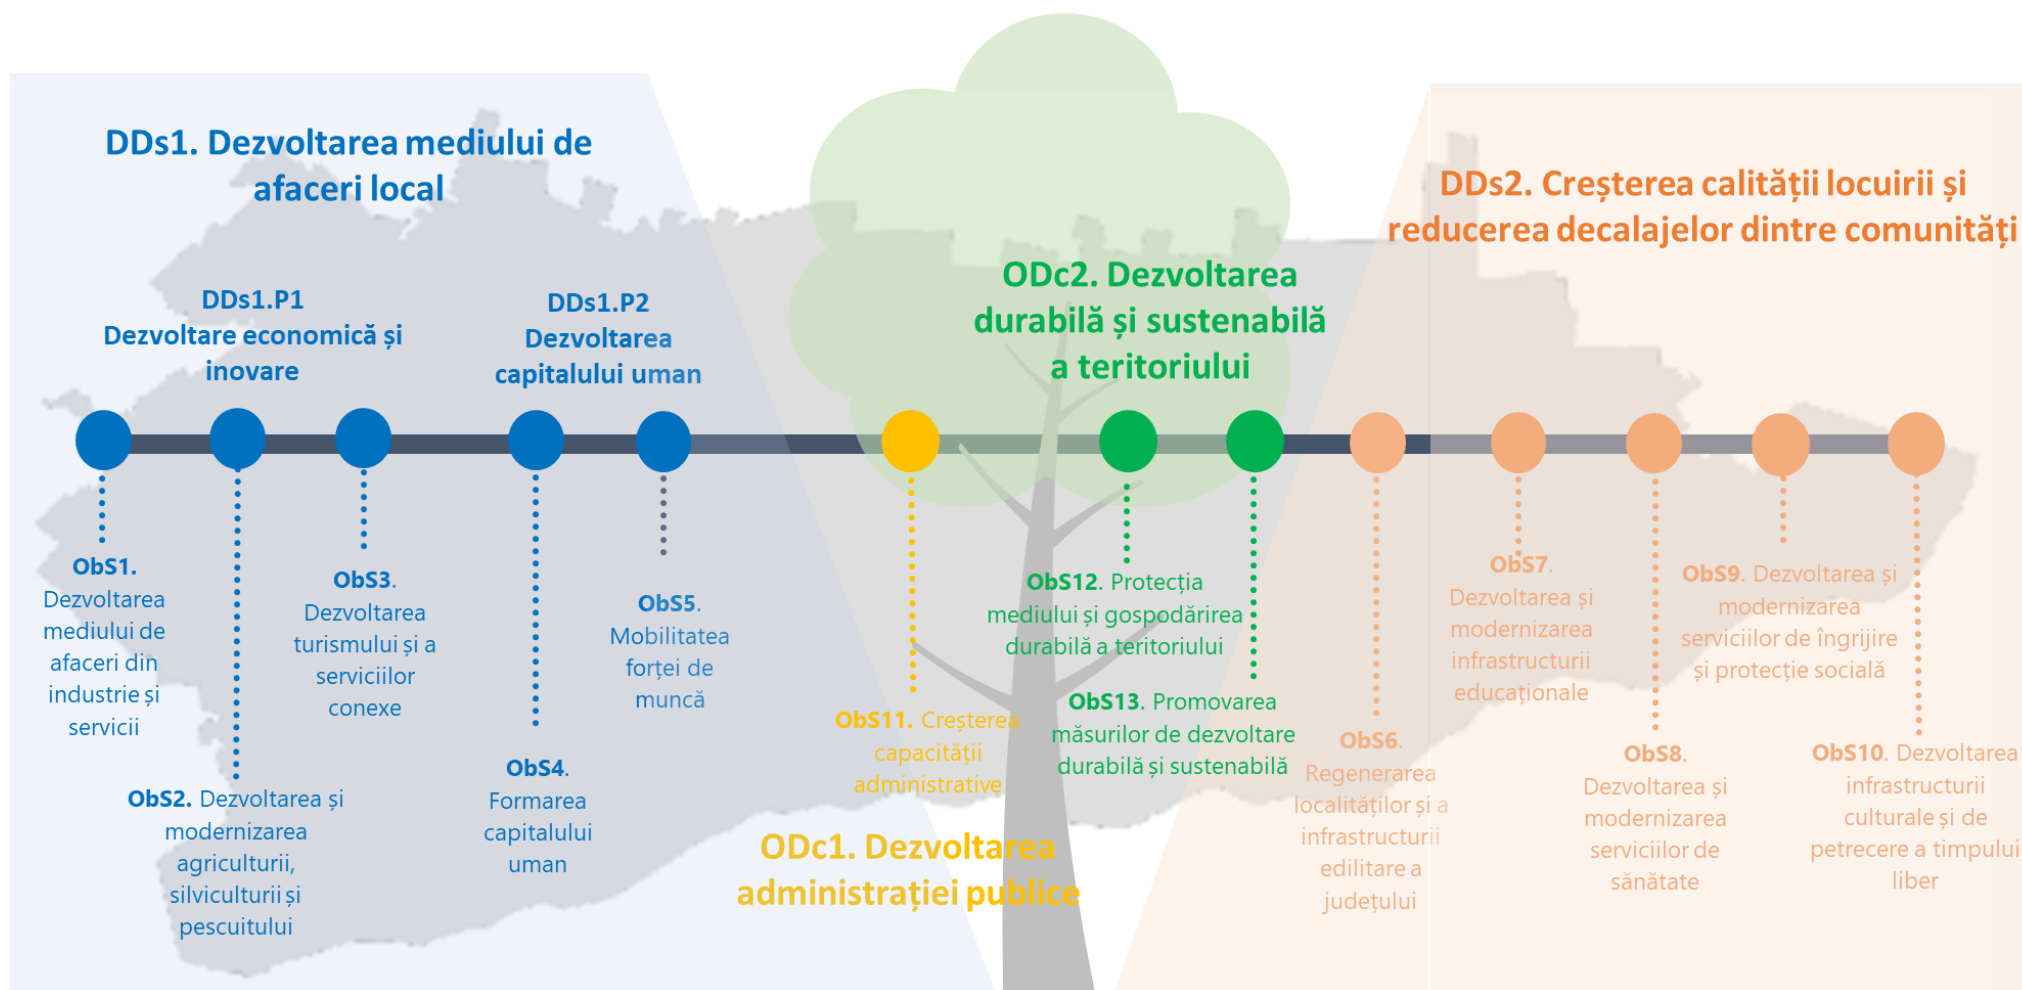 DDs1. Dezvoltarea mediului de
afaceri local
DDs1.P1
Dezvoltare economică și
inovare
DDs1.P2
Dezvoltarea
capitalului uman
ObS1.
Dezvoltarea
mediului de
afaceri din
industrie și
servicii
ObS2. Dezvoltarea și
modernizarea
agriculturii,
silviculturii și
pescuitului
ObS3.
Dezvoltarea
turismului și a
serviciilor
conexe
ObS4.
Formarea
capitalului
uman
ObS5.
Mobilitatea
forței de
muncă
ObS11. Creșterea
capacității
administrative
ODc1. Dezvoltarea
administrației publice
ODc2. Dezvoltarea
durabilă și sustenabilă
a teritoriului
ObS12. Protecția
mediului și gospodărirea
durabilă a teritoriului
ObS13. Promovarea
măsurilor de dezvoltare
durabilă și sustenabilă
DDs2. Creșterea calității locuirii și
reducerea decalajelor dintre comunități
ObS6.
Regenerarea
localităților și a
infrastructurii
edilitare a
județului
ObS7.
Dezvoltarea și
modernizarea
infrastructurii
educaționale
ObS8.
Dezvoltarea și
modernizarea
serviciilor de
sănătate
ObS9. Dezvoltarea și
modernizarea
serviciilor de îngrijire
și protecție socială
ObS10. Dezvoltarea
infrastructurii
culturale și de
petrecere a timpului
liber